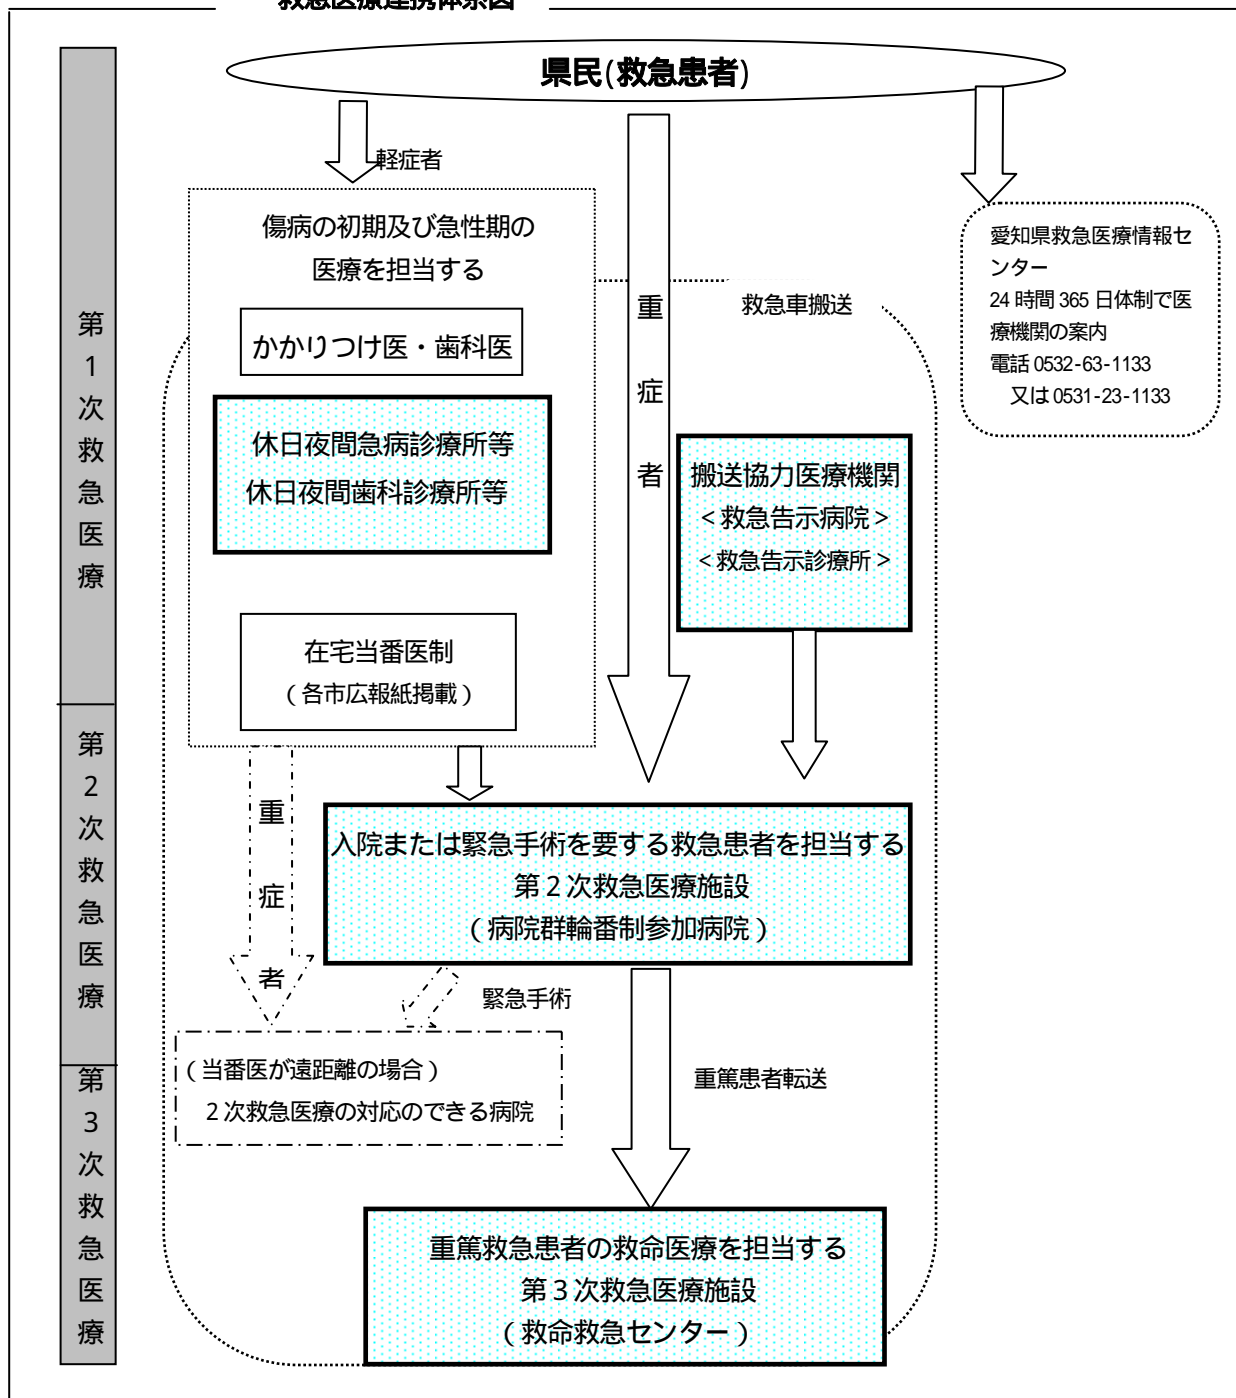 救急医療連携体系図
県民(救急患者)
軽症者
傷病の初期及び急性期の
医療を担当する
かかりつけ医・歯科医
休日夜間急病診療所等
休日夜間歯科診療所等
在宅当番医制
(各市広報紙掲載)
重症者
救急車搬送
搬送協力医療機関
<救急告示病院>
<救急告示診療所>
愛知県救急医療情報セ
ンター
24時間365日体制で医
療機関の案内
電話0532-63-1133
又は0531-23-1133
第1次救急医療
第2次救急医療
重症者
入院または緊急手術を要する救急患者を担当する
第2次救急医療施設
(病院群輪番制参加病院)
緊急手術
(当番医が遠距離の場合)
2次救急医療の対応のできる病院
重篤患者転送
第3次救急医療
重篤救急患者の救命医療を担当する
第3次救急医療施設
(救命救急センター)